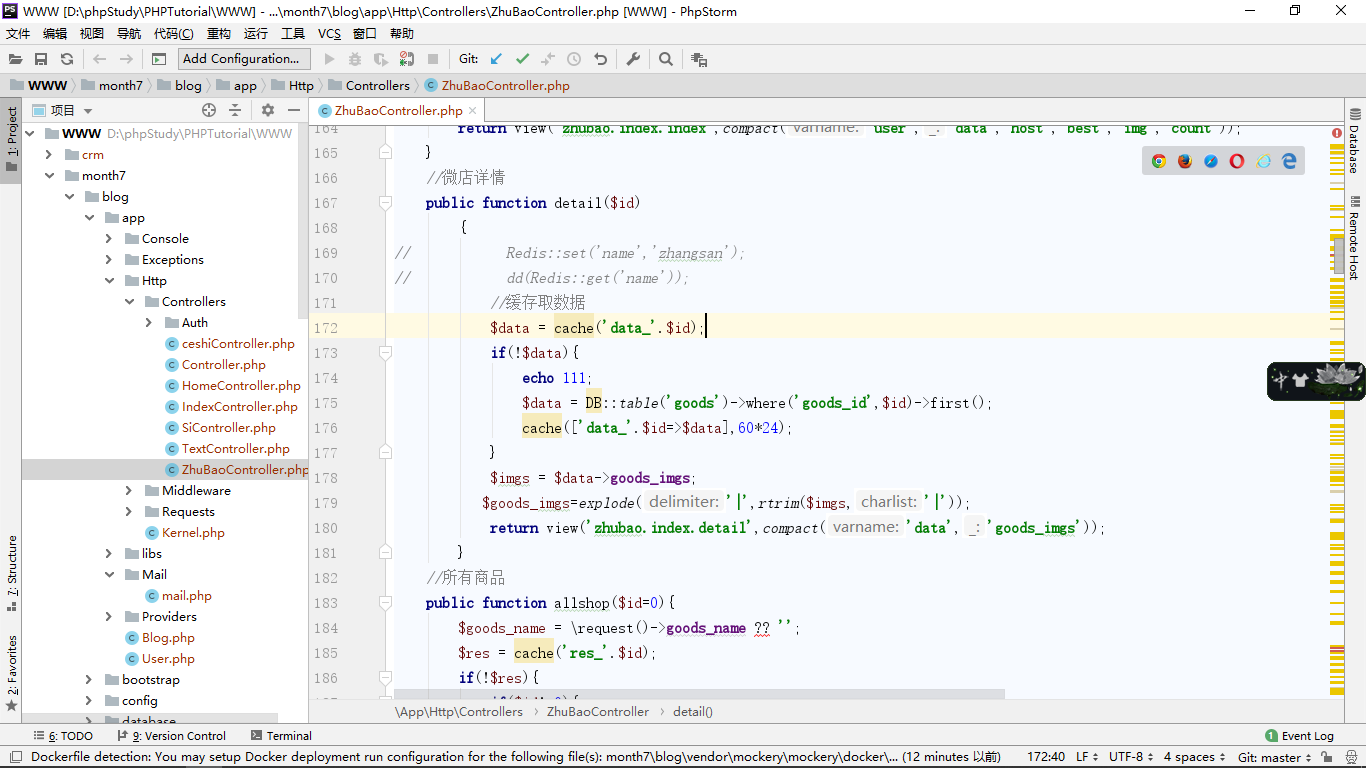 WWW [D:\phpStudy\PHPTutorial\WWW] - ...\month7\blog\app\Http\Controllers\ZhuBaoController.php [WWW] - PhpStorm
文件 编辑 视图 导航 代码(C) 重构 运行 工具 VCS 窗口 帮助
Add Configuration... Git:
WWW month7 blog app Http Controllers ZhuBaoController.php
1: Project
项目
ZhuBaoController.php
WWW D:\phpStudy\PHPTutorial\WWW
crm
month7
blog
app
Console
Exceptions
Http
Controllers
Auth
ceshiController.php
Controller.php
HomeController.php
IndexController.php
SiController.php
TextController.php
ZhuBaoController.php
Middleware
Requests
Kernel.php
libs
Mail
mail.php
Providers
Blog.php
User.php
bootstrap
config
database
7: Structure
2: Favorites
164 return view('zhubao.index.index',compact( varname: 'user', _: 'data','host','best','img','count'));
165 }
166 //微店详情
167 public function detail($id)
168 {
169 // Redis::set('name','zhangsan');
170 // dd(Redis::get('name'));
171 //缓存取数据
172 $data = cache('data_'.$id);
173 if(!$data){
174 echo 111;
175 $data = DB::table('goods')->where('goods_id',$id)->first();
176 cache(['data_'.$id=>$data],60*24);
177 }
178 $imgs = $data->goods_imgs;
179 $goods_imgs=explode( delimiter: '|',rtrim($imgs, charlist: '|'));
180 return view('zhubao.index.detail',compact( varname: 'data', _: 'goods_imgs'));
181 }
182 //所有商品
183 public function allshop($id=0){
184 $goods_name = \request()->goods_name ?? '';
185 $res = cache('res_'.$id);
186 if(!$res){
Database
Remote Host
中
\App\Http\Controllers ZhuBaoController detail()
6: TODO 9: Version Control Terminal 1 Event Log
Dockerfile detection: You may setup Docker deployment run configuration for the following file(s): month7\blog\vendor\mockery\mockery\docker\... (12 minutes 以前) 172:40 LF UTF-8 4 spaces Git: master